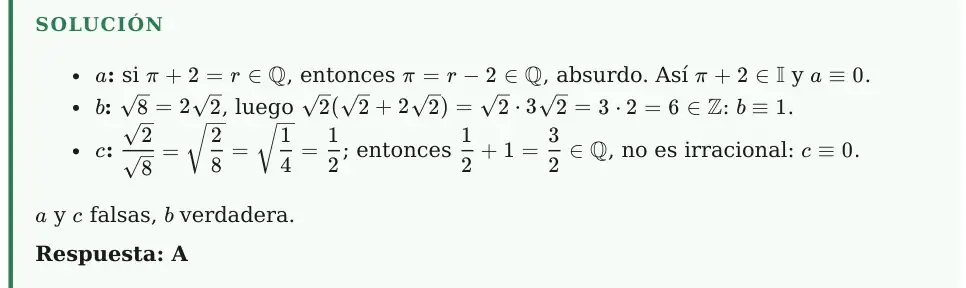 SOLUCIÓN
• a: si π + 2 = r ∈ ℚ, entonces π = r − 2 ∈ ℚ, absurdo. Así π + 2 ∈ 𝕀 y a ≡ 0.
• b: √8 = 2√2, luego √2(√2 + 2√2) = √2 · 3√2 = 3 · 2 = 6 ∈ ℤ: b ≡ 1.
• c: √2/√8 = √(2/8) = √(1/4) = 1/2; entonces 1/2 + 1 = 3/2 ∈ ℚ, no es irracional: c ≡ 0.
a y c falsas, b verdadera.
Respuesta: A